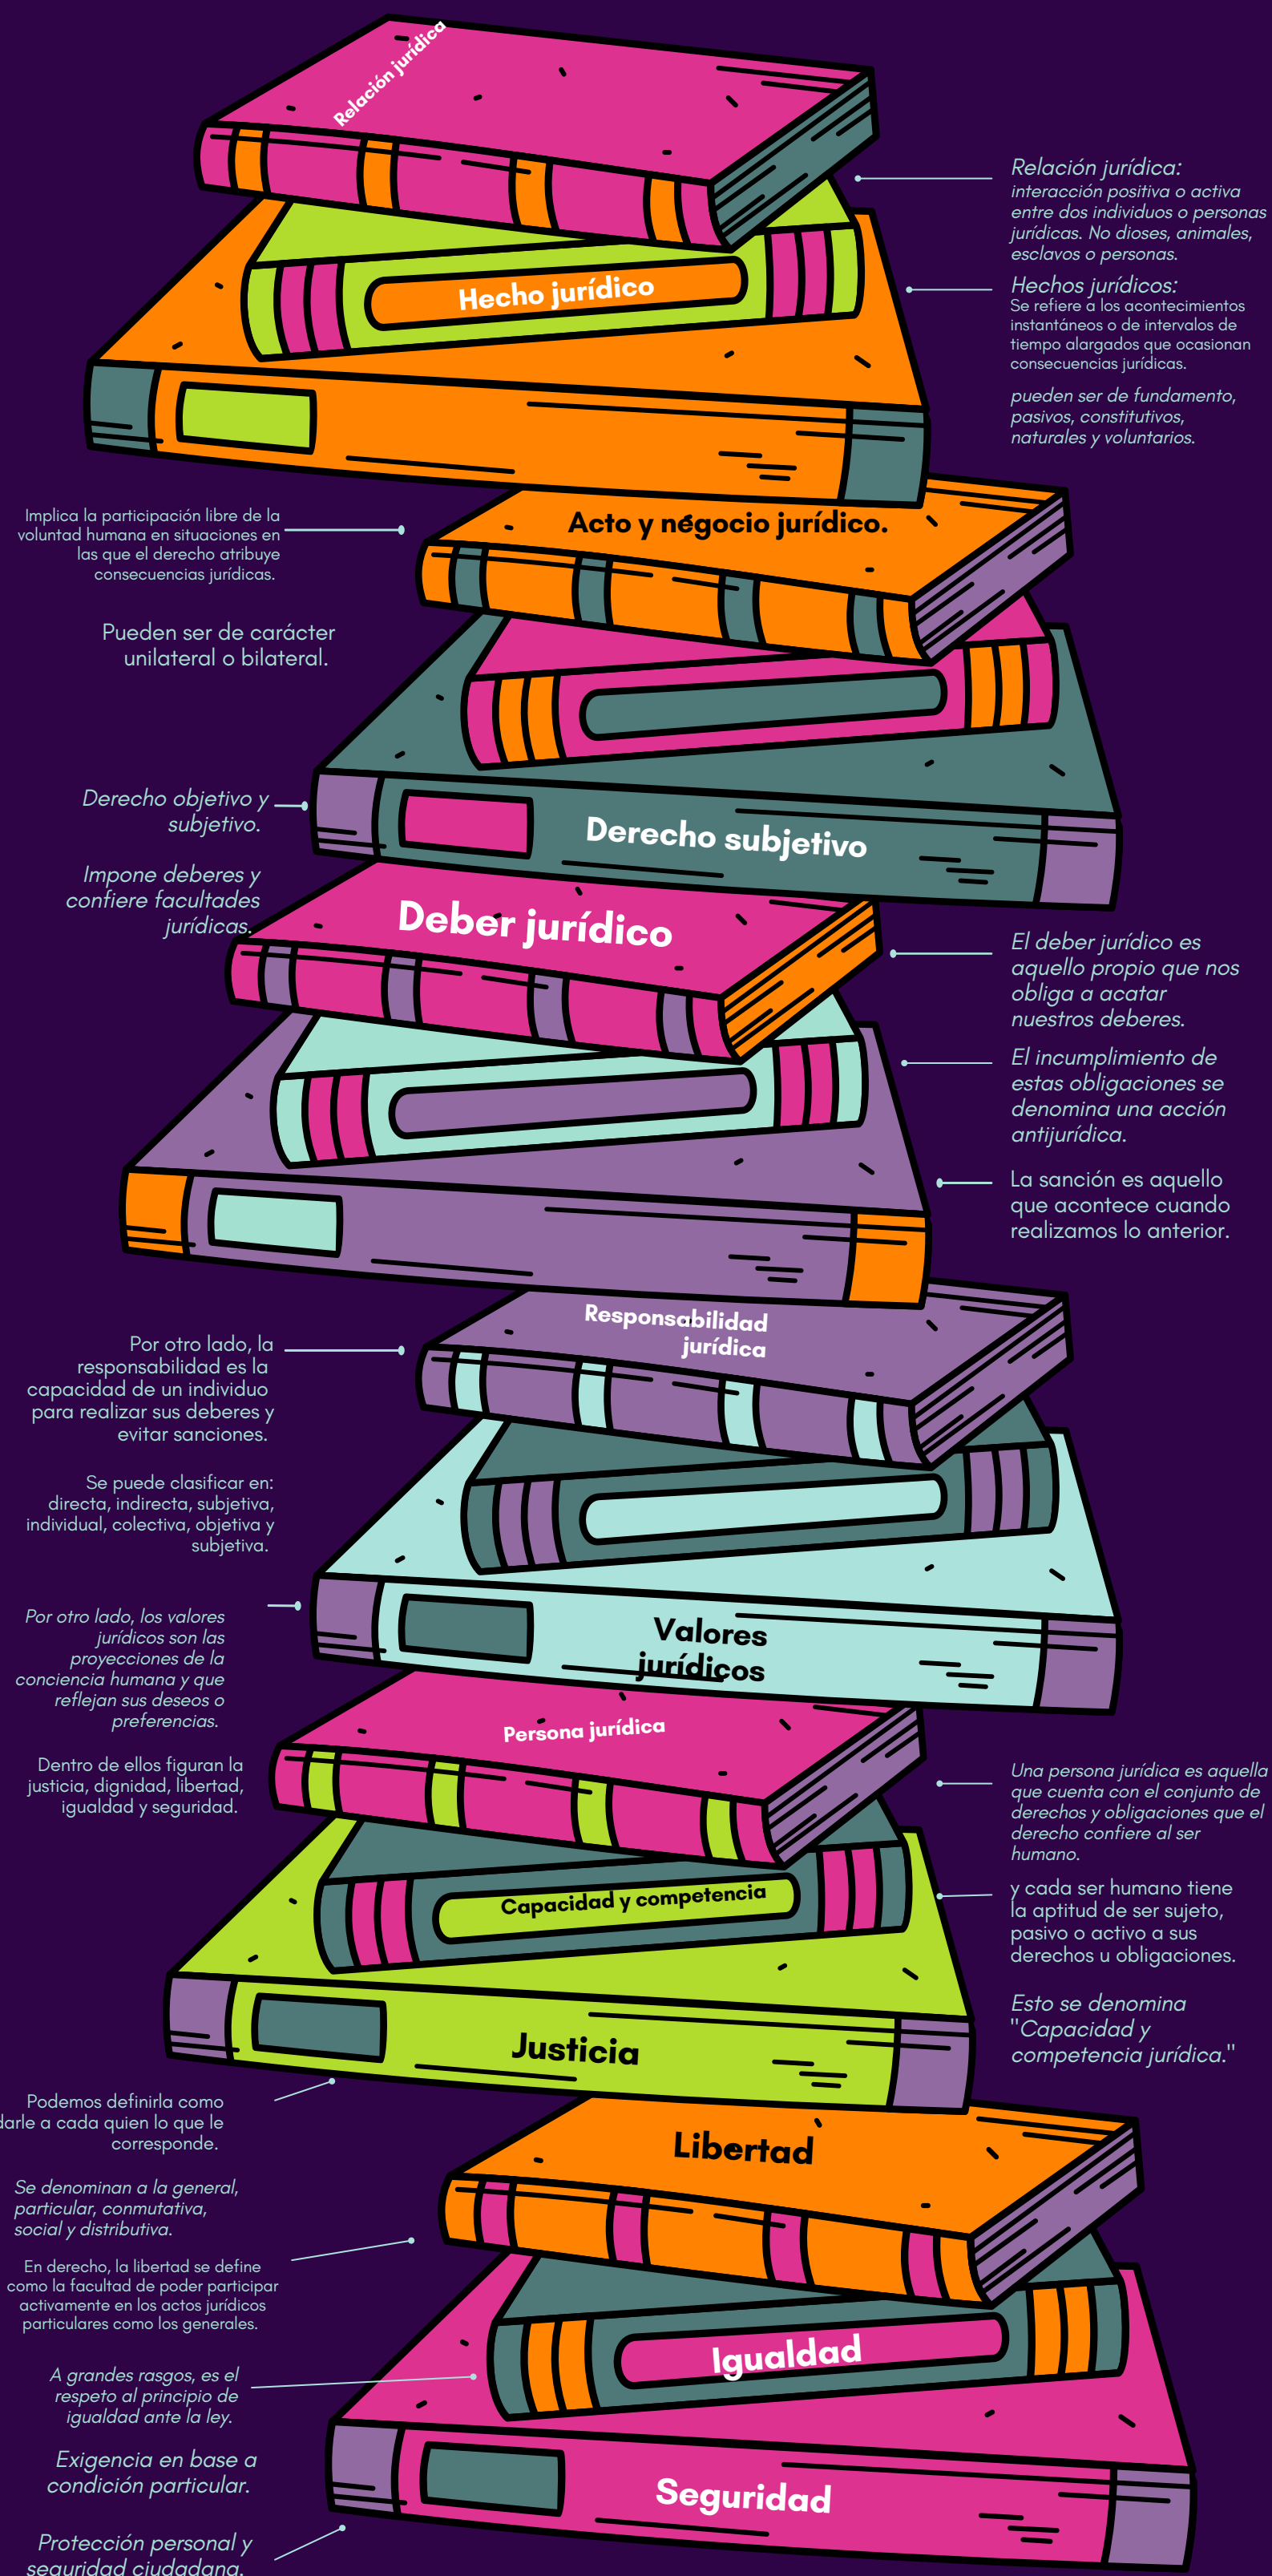 Relación jurídica
Relación jurídica:
interacción positiva o activa
entre dos individuos o personas
jurídicas. No dioses, animales,
esclavos o personas.
Hecho jurídico
Hechos jurídicos:
Se refiere a los acontecimientos
instantáneos o de intervalos de
tiempo alargados que ocasionan
consecuencias jurídicas.
pueden ser de fundamento,
pasivos, constitutivos,
naturales y voluntarios.
Acto y negocio jurídico.
Implica la participación libre de la
voluntad humana en situaciones en
las que el derecho atribuye
consecuencias jurídicas.
Pueden ser de carácter
unilateral o bilateral.
Derecho subjetivo
Derecho objetivo y
subjetivo.
Impone deberes y
confiere facultades
jurídicas.
Deber jurídico
El deber jurídico es
aquello propio que nos
obliga a acatar
nuestros deberes.
El incumplimiento de
estas obligaciones se
denomina una acción
antijurídica.
La sanción es aquello
que acontece cuando
realizamos lo anterior.
Responsabilidad
jurídica
Por otro lado, la
responsabilidad es la
capacidad de un individuo
para realizar sus deberes y
evitar sanciones.
Se puede clasificar en:
directa, indirecta, subjetiva,
individual, colectiva, objetiva y
subjetiva.
Valores
jurídicos
Por otro lado, los valores
jurídicos son las
proyecciones de la
conciencia humana y que
reflejan sus deseos o
preferencias.
Dentro de ellos figuran la
justicia, dignidad, libertad,
igualdad y seguridad.
Persona jurídica
Una persona jurídica es aquella
que cuenta con el conjunto de
derechos y obligaciones que el
derecho confiere al ser
humano.
Capacidad y competencia
y cada ser humano tiene
la aptitud de ser sujeto,
pasivo o activo a sus
derechos u obligaciones.
Esto se denomina
"Capacidad y
competencia jurídica."
Justicia
Podemos definirla como
darle a cada quien lo que le
corresponde.
Se denominan a la general,
particular, conmutativa,
social y distributiva.
Libertad
En derecho, la libertad se define
como la facultad de poder participar
activamente en los actos jurídicos
particulares como los generales.
Igualdad
A grandes rasgos, es el
respeto al principio de
igualdad ante la ley.
Exigencia en base a
condición particular.
Seguridad
Protección personal y
seguridad ciudadana.